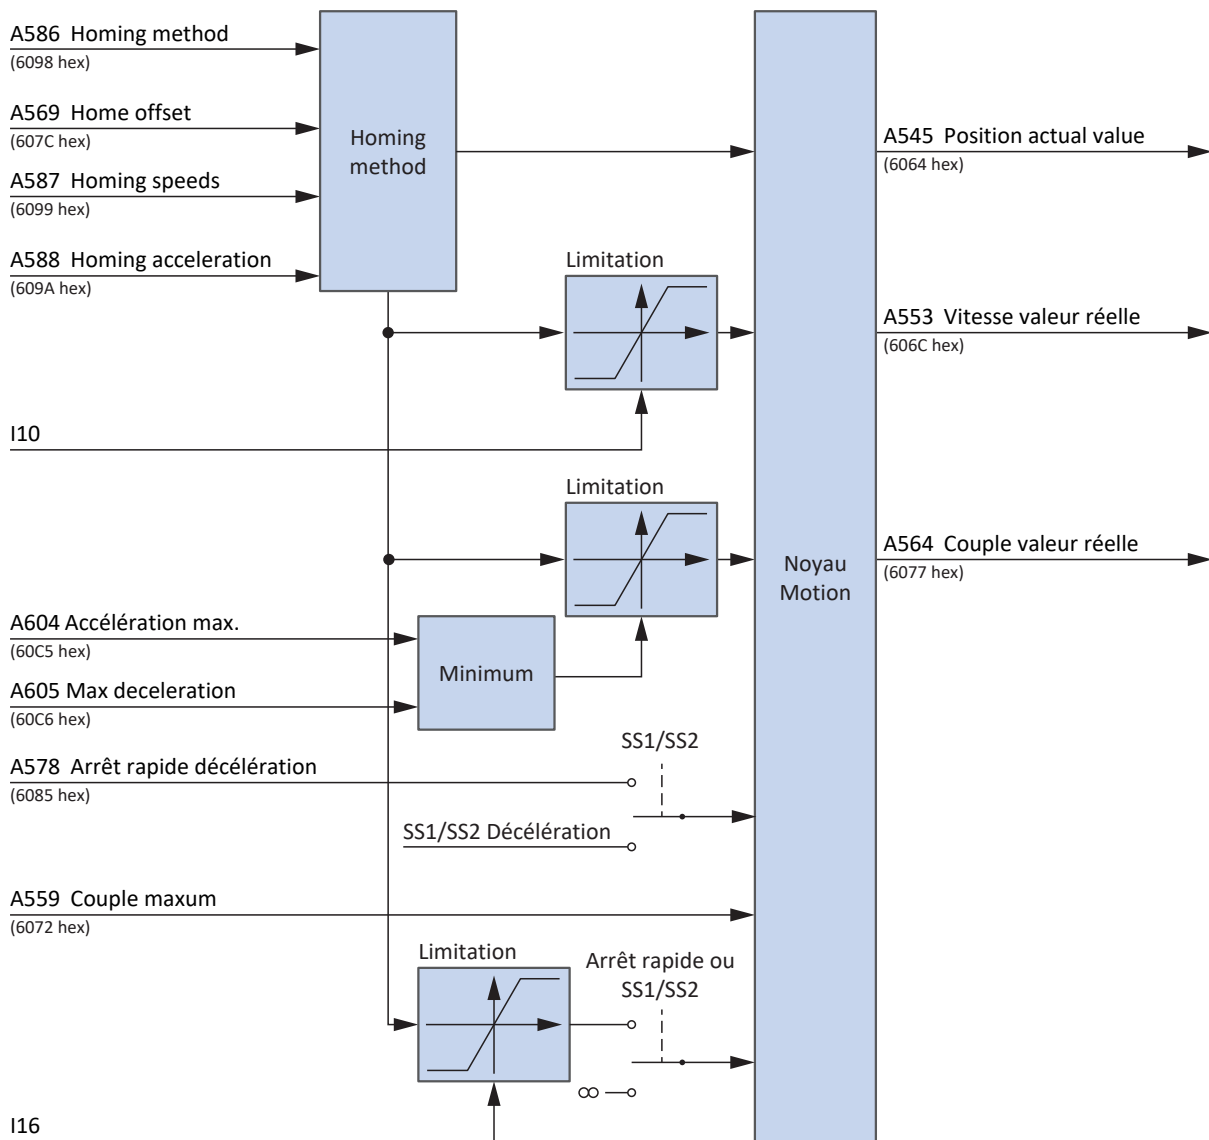 A586 Homing method
(6098 hex)
A569 Home offset
(607C hex)
A587 Homing speeds
(6099 hex)
A588 Homing acceleration
(609A hex)
Homing
method
A545 Position actual value
(6064 hex)
Limitation
A553 Vitesse valeur réelle
(606C hex)
I10
Limitation
A564 Couple valeur réelle
(6077 hex)
Noyau
Motion
A604 Accélération max.
(60C5 hex)
Minimum
A605 Max deceleration
(60C6 hex)
SS1/SS2
A578 Arrêt rapide décélération
(6085 hex)
SS1/SS2 Décélération
A559 Couple maxum
(6072 hex)
Limitation
Arrêt rapide ou
SS1/SS2
∞
I16